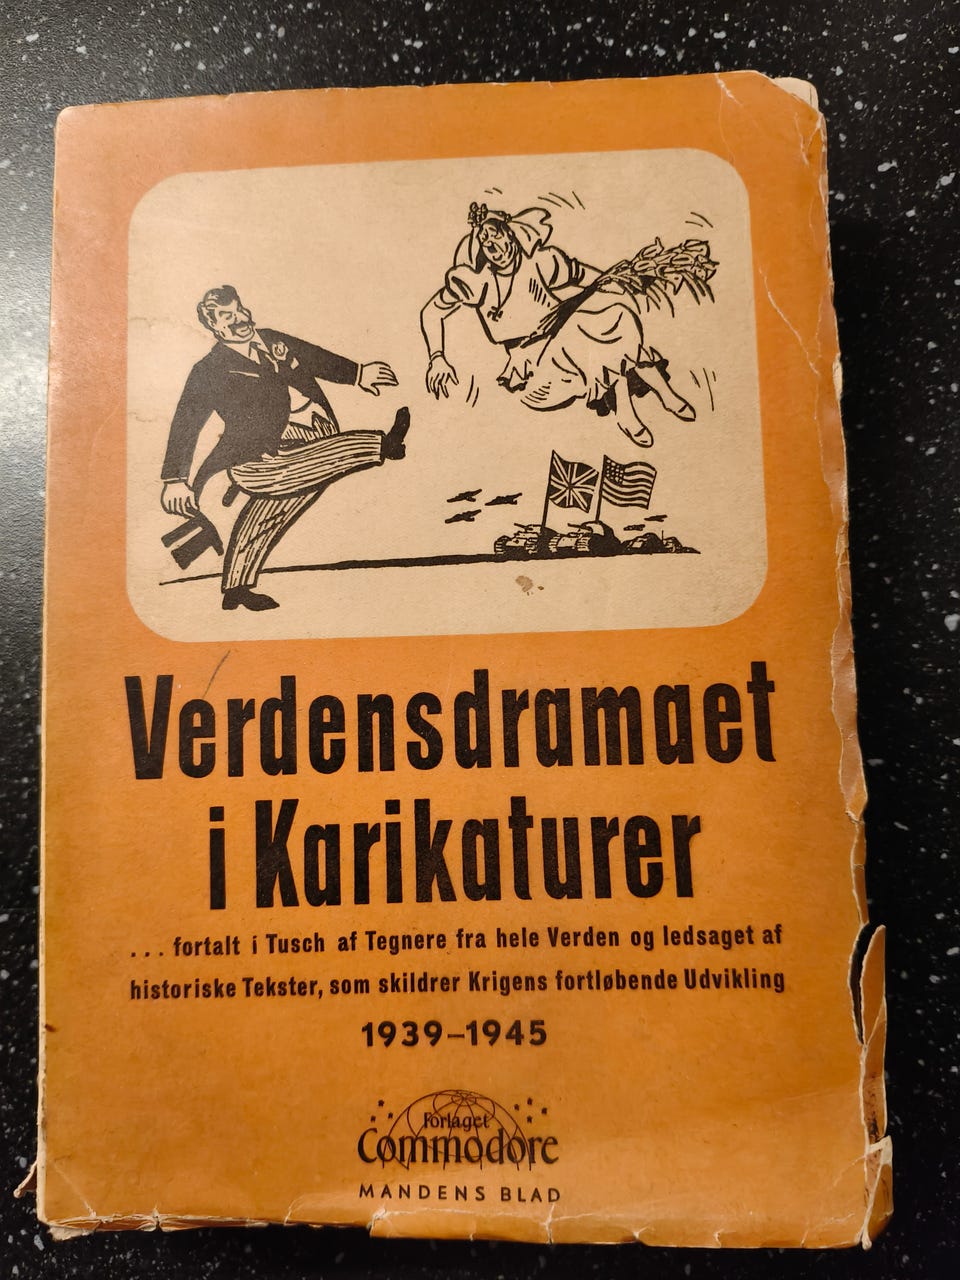 Verdensdramaet
i Karikaturer
... fortalt i Tusch af Tegnere fra hele Verden og ledsaget af
historiske Tekster, som skildrer Krigens fortløbende Udvikling
1939–1945
Forlaget
Commodore
MANDENS BLAD